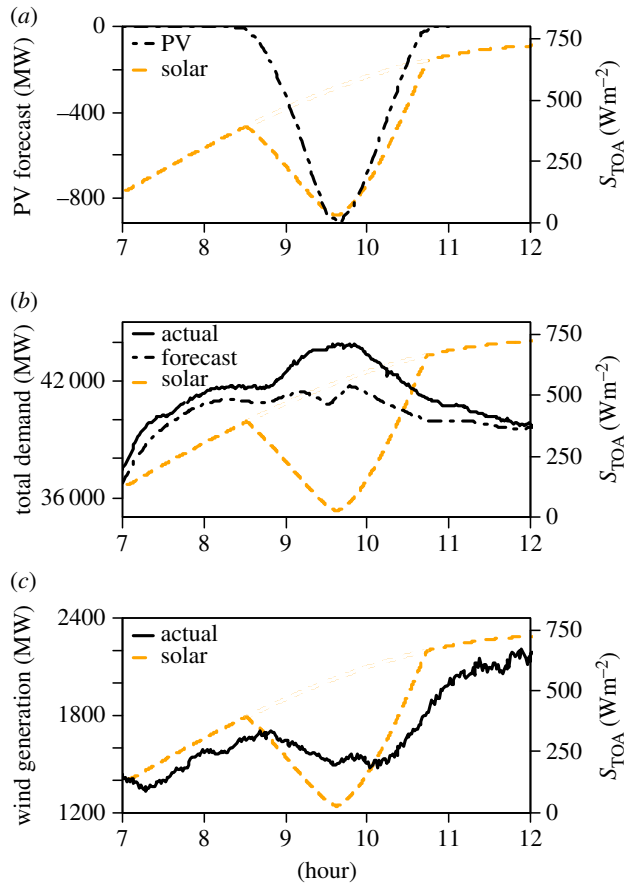 (a)
0
−400
−800
PV forecast (MW)
PV
solar
750
500
250
0
S_TOA (Wm−2)
7 8 9 10 11 12
(b)
42 000
36 000
total demand (MW)
actual
forecast
solar
750
500
250
0
S_TOA (Wm−2)
7 8 9 10 11 12
(c)
2400
1800
1200
wind generation (MW)
actual
solar
750
500
250
0
S_TOA (Wm−2)
7 8 9 10 11 12
(hour)